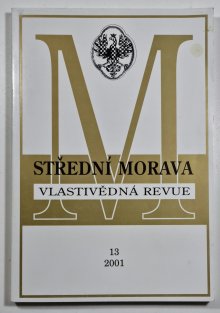 M
STŘEDNÍ MORAVA
VLASTIVĚDNÁ REVUE
13
2001